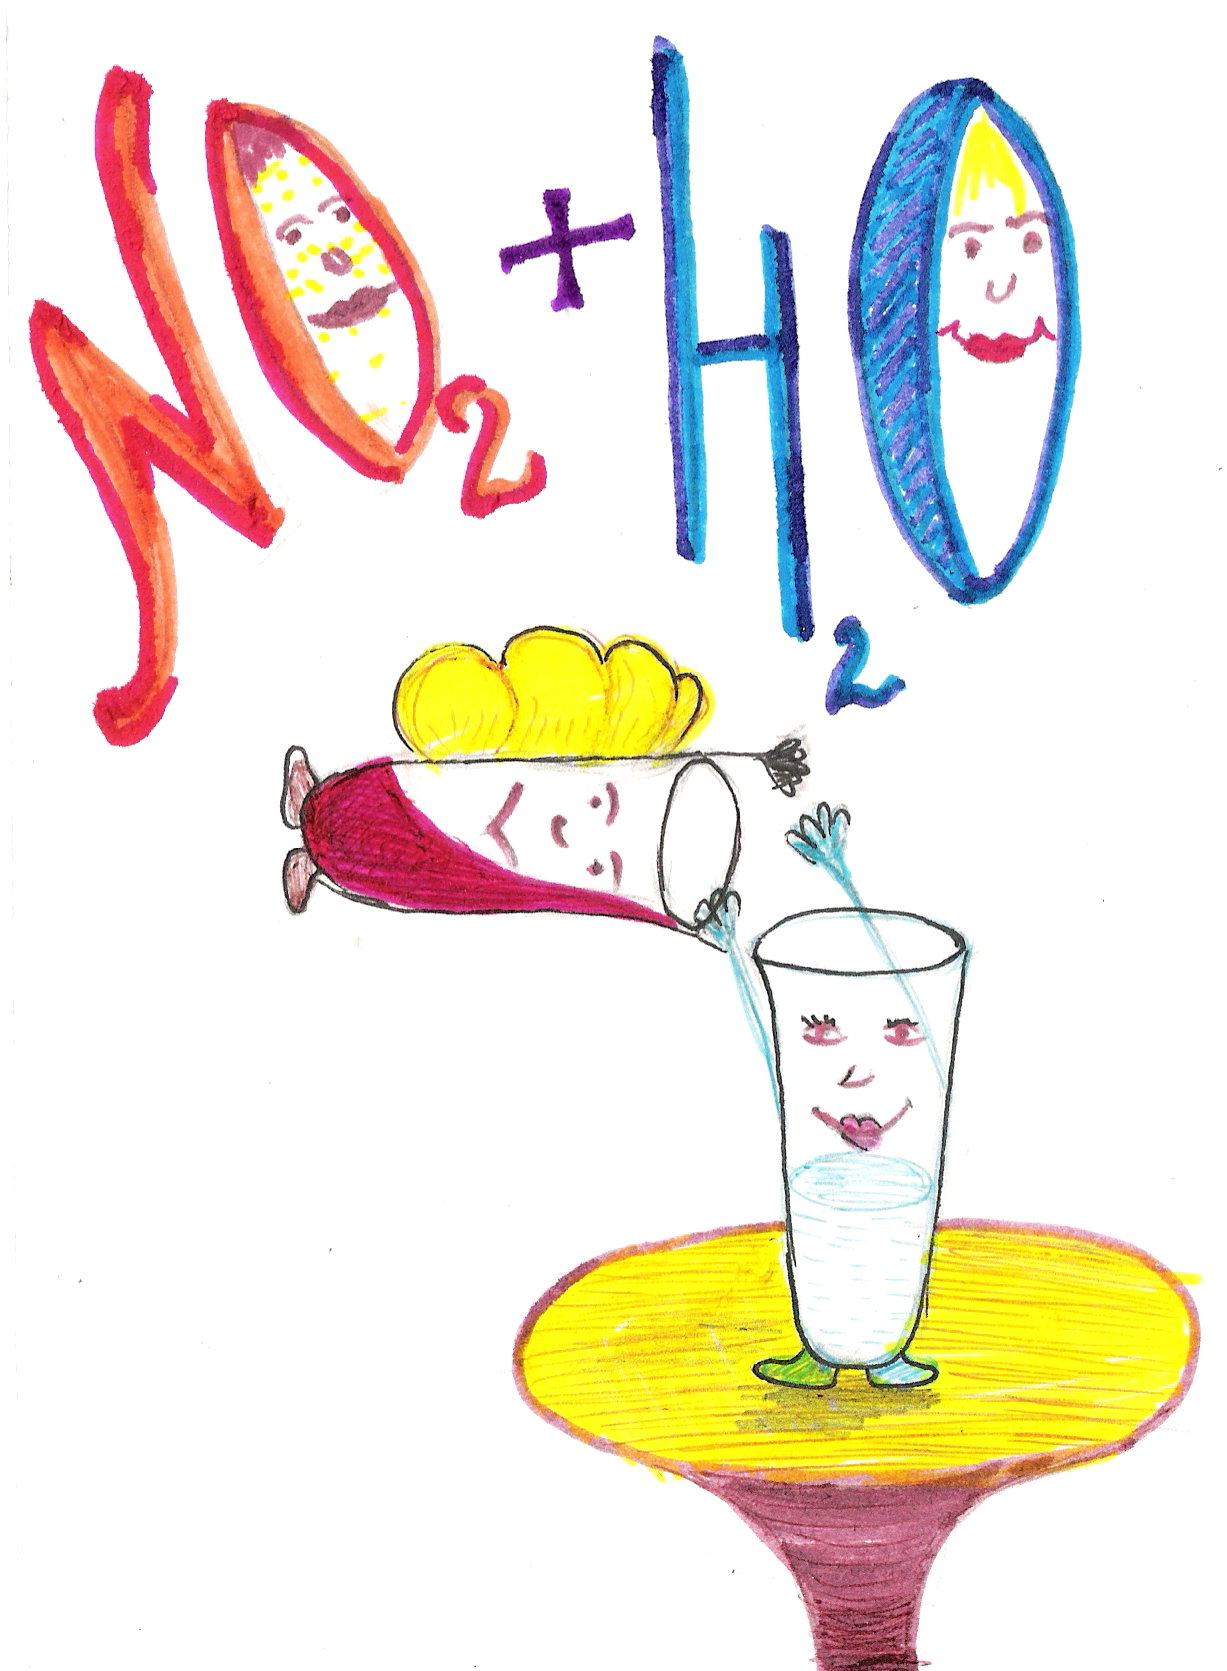 NO₂ + H₂O